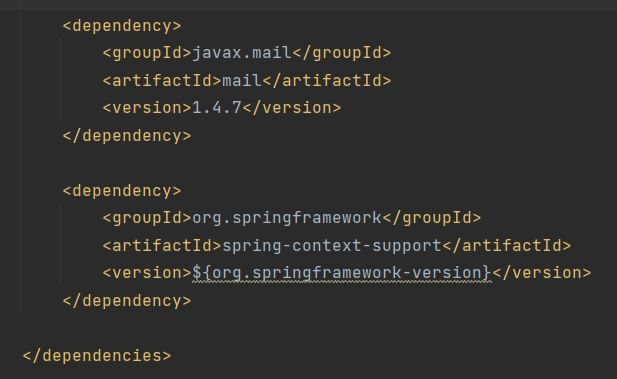 <dependency>
<groupId>javax.mail</groupId>
<artifactId>mail</artifactId>
<version>1.4.7</version>
</dependency>
<dependency>
<groupId>org.springframework</groupId>
<artifactId>spring-context-support</artifactId>
<version>${org.springframework-version}</version>
</dependency>
</dependencies>